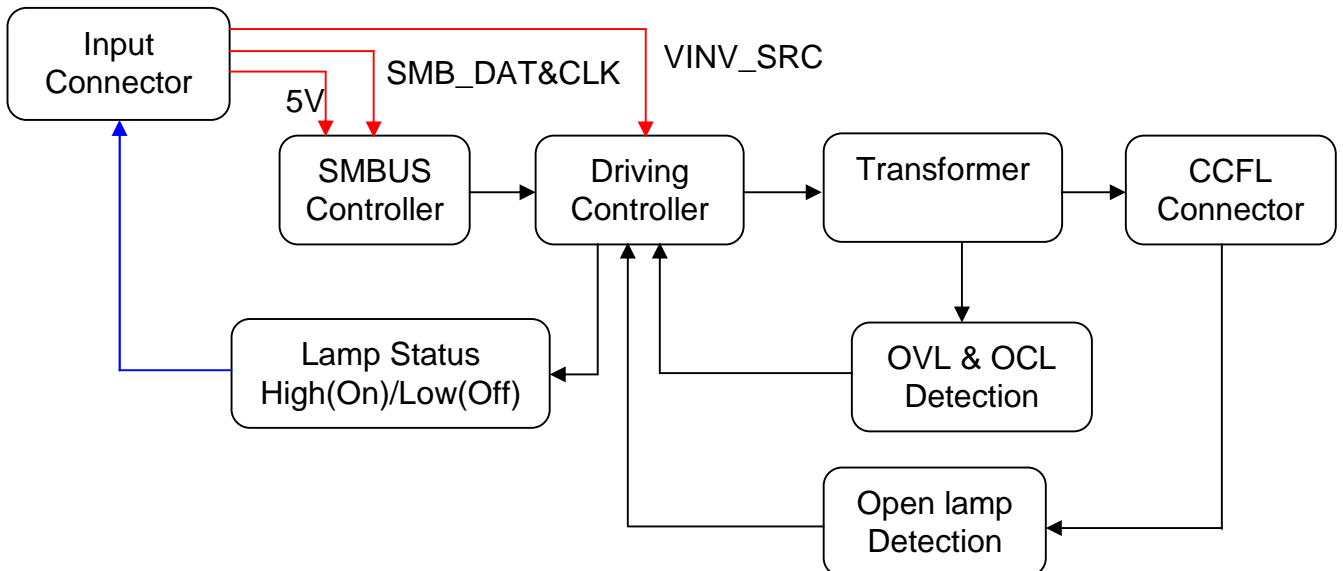 Input
Connector
VINV_SRC
SMB_DAT&CLK
5V
SMBUS
Controller
Driving
Controller
Transformer
CCFL
Connector
Lamp Status
High(On)/Low(Off)
OVL & OCL
Detection
Open lamp
Detection